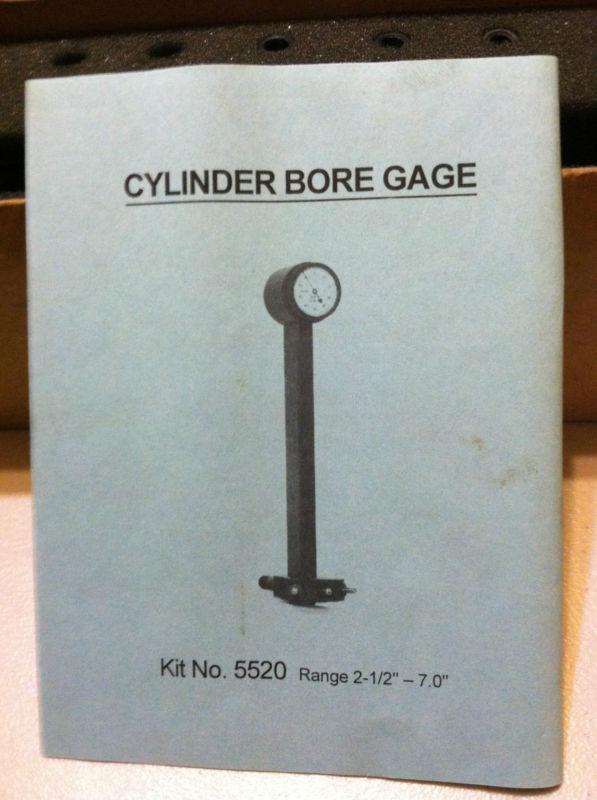 CYLINDER BORE GAGE
Kit No. 5520 Range 2-1/2" – 7.0"